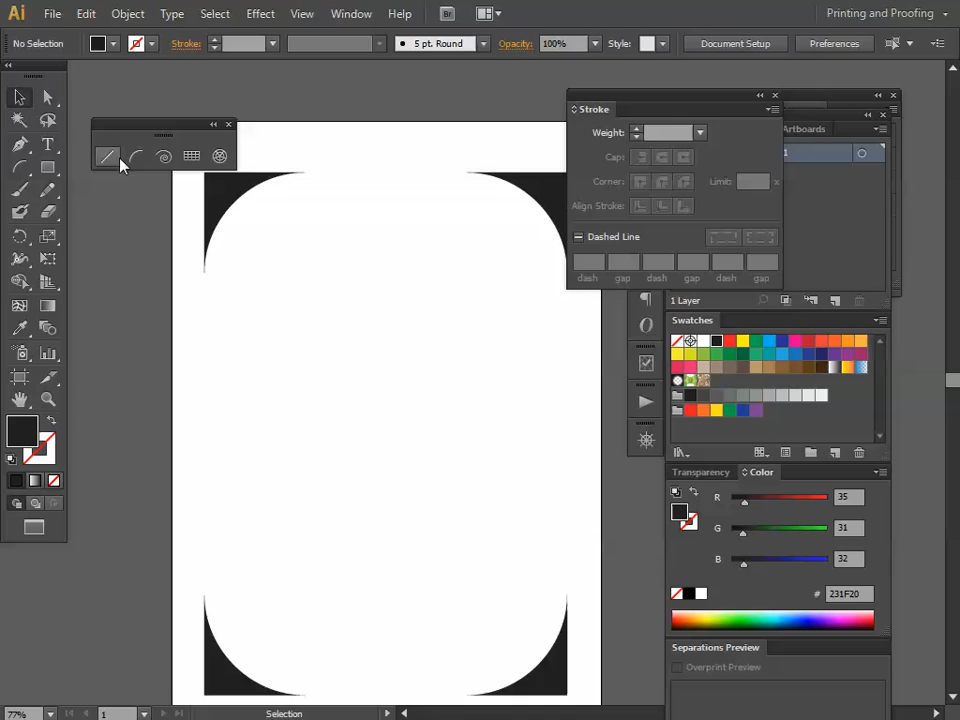 Ai File Edit Object Type Select Effect View Window Help Br Printing and Proofing
No Selection Stroke: 5 pt. Round Opacity: 100% Style: Document Setup Preferences
Stroke
Artboards
Weight:
1
Cap:
Corner: Limit: x
Align Stroke:
Dashed Line
dash gap dash gap dash gap
1 Layer
Swatches
Transparency Color
R 35
G 31
B 32
# 231F20
Separations Preview
Overprint Preview
77% 1 Selection